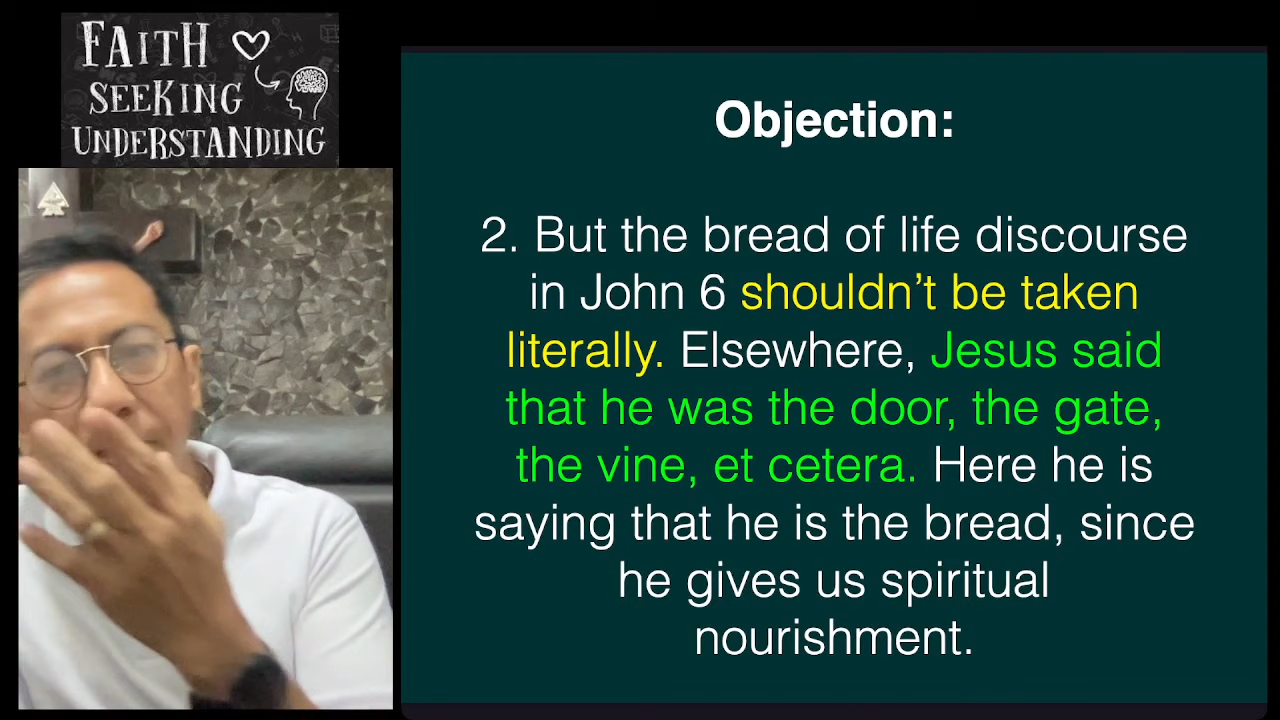 FAITH
SEEKING
UNDERSTANDING
Objection:
2. But the bread of life discourse
in John 6 shouldn’t be taken
literally. Elsewhere, Jesus said
that he was the door, the gate,
the vine, et cetera. Here he is
saying that he is the bread, since
he gives us spiritual
nourishment.